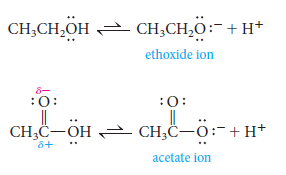 CH₃CH₂ÖH ⇌ CH₃CH₂Ö:⁻ + H⁺
ethoxide ion
δ−
:O: :O:
CH₃C—ÖH ⇌ CH₃C—Ö:⁻ + H⁺
δ+
acetate ion